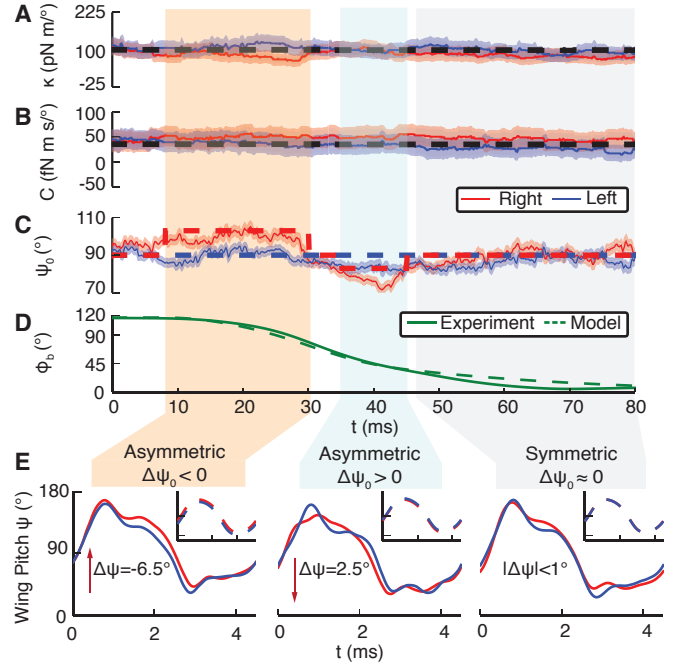 A
κ (pN m/°)
225
100
-25
B
C (fN m s/°)
100
50
0
-50
Right
Left
C
ψ₀ (°)
110
90
70
D
Φb (°)
120
80
45
0
Experiment
Model
0 10 20 30 40 50 60 70 80
t (ms)
Asymmetric
Δψ₀ < 0
Asymmetric
Δψ₀ > 0
Symmetric
Δψ₀ ≈ 0
E
Wing Pitch ψ (°)
180
90
0
Δψ=-6.5°
Δψ=2.5°
|Δψ|<1°
0 2 4
0 2 4
0 2 4
t (ms)